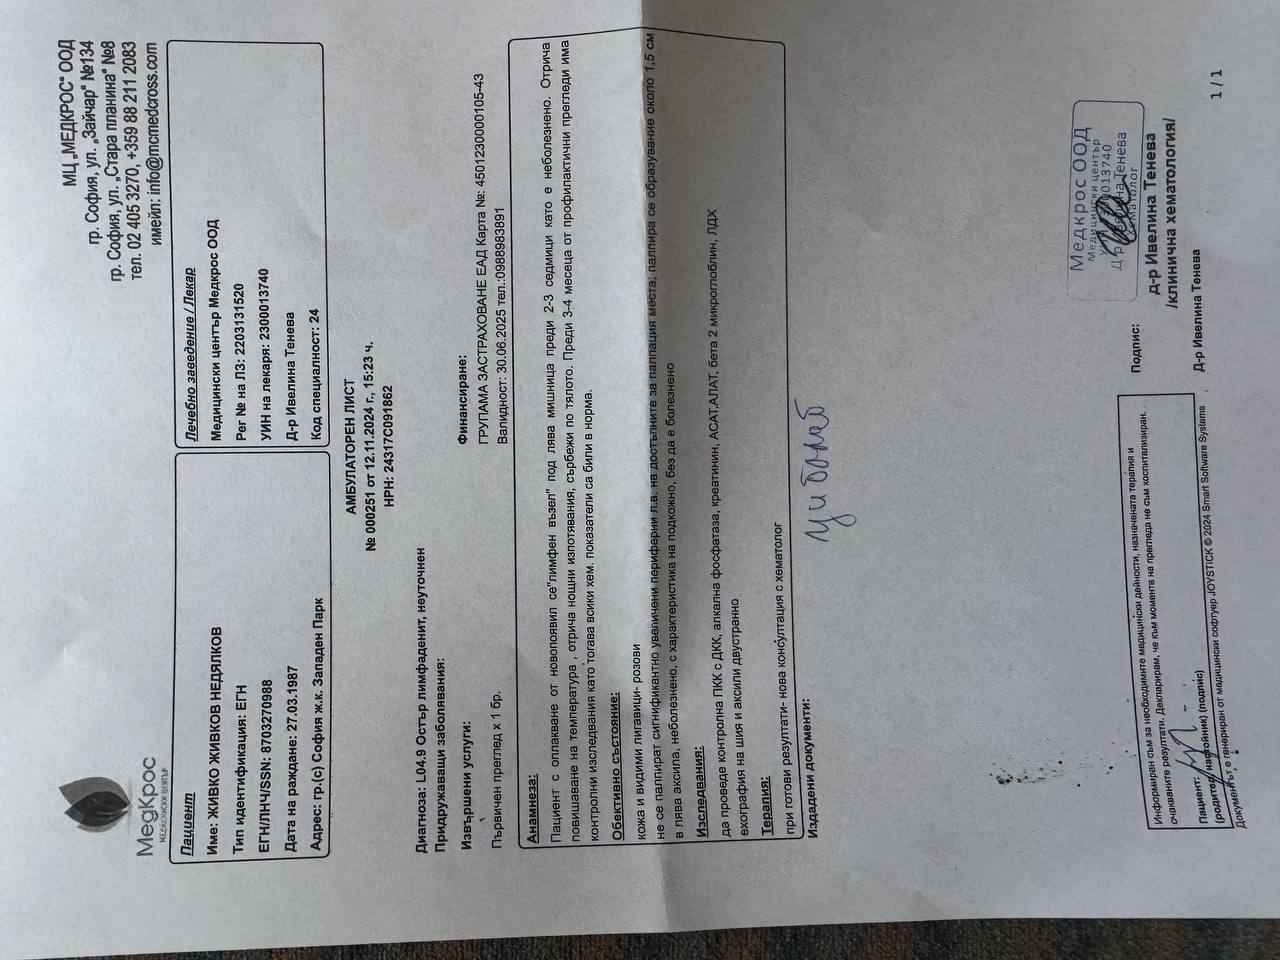 МедКрос
МЕДИЦИНСКИ ЦЕНТЪР
МЦ „МЕДКРОС“ ООД
гр. София, ул. „Зайчар“ №134
гр. София, ул. „Стара планина“ №8
тел. 02 405 3270, +359 88 211 2083
имейл: info@mcmedcross.com
Пациент
Име: ЖИВКО ЖИВКОВ НЕДЯЛКОВ
Тип идентификация: ЕГН
ЕГН/ЛНЧ/SSN: 8703270988
Дата на раждане: 27.03.1987
Адрес: гр.(с) София ж.к. Западен Парк
Лечебно заведение / Лекар
Медицински център Медкрос ООД
Рег № на ЛЗ: 2203131520
УИН на лекаря: 2300013740
Д-р Ивелина Тенева
Код специалност: 24
АМБУЛАТОРЕН ЛИСТ
№ 000251 от 12.11.2024 г., 15:23 ч.
НРН: 24317C091862
Диагноза: L04.9 Остър лимфаденит, неуточнен
Придружаващи заболявания:
Извършени услуги:
Първичен преглед x 1 бр.
Финансиране:
ГРУПАМА ЗАСТРАХОВАНЕ ЕАД Карта №: 4501230000105-43
Валидност: 30.06.2025 тел.:0988983891
Анамнеза:
Пациент с оплакване от новопоявил се"лимфен възел" под лява мишница преди 2-3 седмици като е неболезнено. Отрича
повишаване на температура , отрича нощни изпотявания, сърбежи по тялото. Преди 3-4 месеца от профилактични прегледи има
контролни изследвания като тогава всики хем. показатели са били в норма.
Обективно състояние:
кожа и видими лигавици- розови
не се палпират сигнификантно увеличени периферни л.в. на достъпните за палпация места; палпира се образувание около 1,5 см
в лява аксила, неболезнено, с характеристика на подкожно, без да е болезнено
Изследвания:
да проведе контролна ПКК с ДКК, алкална фосфатаза, креатинин, АСАТ,АЛАТ, бета 2 микроглоблин, ЛДХ
ехография на шия и аксили двустранно
Терапия:
при готови резултати- нова консултация с хематолог
Издадени документи:
цибалаб
Информиран съм за необходимите медицински дейности, назначената терапия и
очакваните резултати. Декларирам, че към момента на прегледа не съм хоспитализиран.
Пациент:
(родител, настойник) (подпис)
Документът е генериран от медицински софтуер JOYSTICK © 2024 Smart Software Systems
Подпис:
Медкрос ООД
Медицински център
Д-р Ивелина Тенева
/клинична хематология/
Д-р Ивелина Тенева
1 / 1